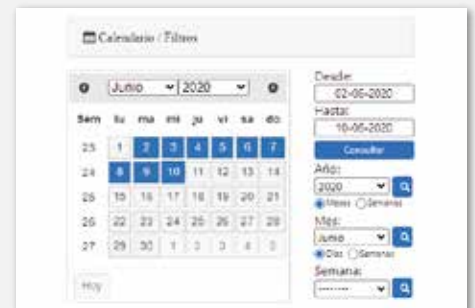 Calendario / Filtros
Junio 2020
Sem lu ma mi ju vi sa do
23 1 2 3 4 5 6 7
24 8 9 10 11 12 13 14
25 15 16 17 18 19 20 21
26 22 23 24 25 26 27 28
27 29 30 1 2 3 4 5
Hoy
Desde:
02-06-2020
Hasta:
10-06-2020
Consultar
Año:
2020
Meses Semanas
Mes:
Junio
Días Semanas
Semana:
--------